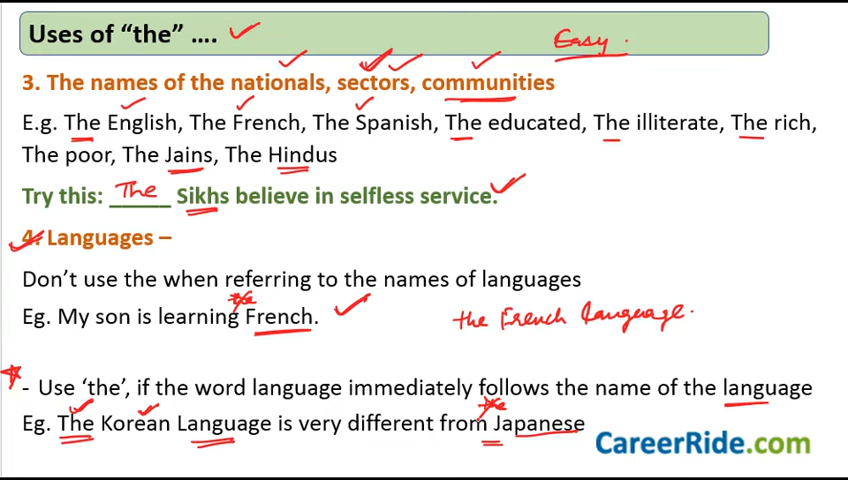 Uses of “the” ....
Easy.
3. The names of the nationals, sectors, communities
E.g. The English, The French, The Spanish, The educated, The illiterate, The rich,
The poor, The Jains, The Hindus
Try this: The Sikhs believe in selfless service.
4. Languages –
Don’t use the when referring to the names of languages
the
Eg. My son is learning French.
the French language.
- Use ‘the’, if the word language immediately follows the name of the language
the
Eg. The Korean Language is very different from Japanese
CareerRide.com